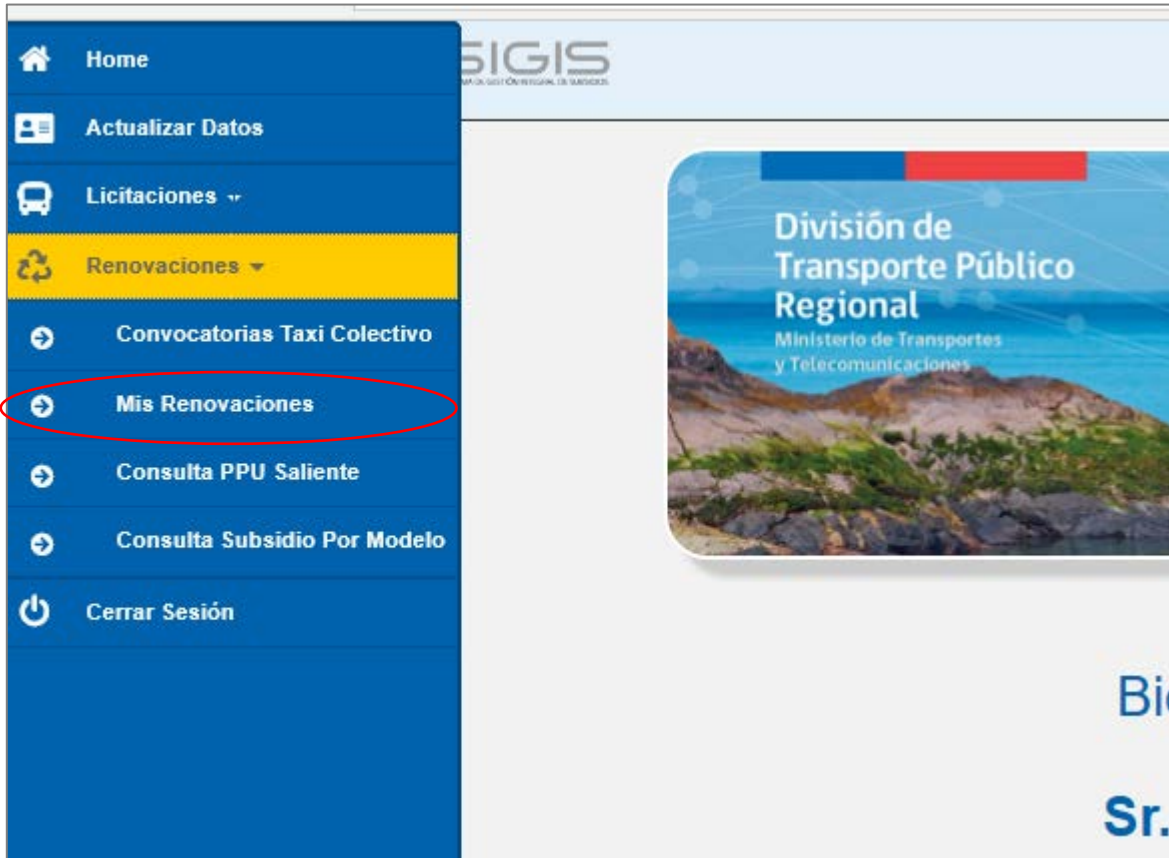 Home
Actualizar Datos
Licitaciones
Renovaciones
Convocatorias Taxi Colectivo
Mis Renovaciones
Consulta PPU Saliente
Consulta Subsidio Por Modelo
Cerrar Sesión
SIGIS
División de
Transporte Público
Regional
Ministerio de Transportes
y Telecomunicaciones
Sr.